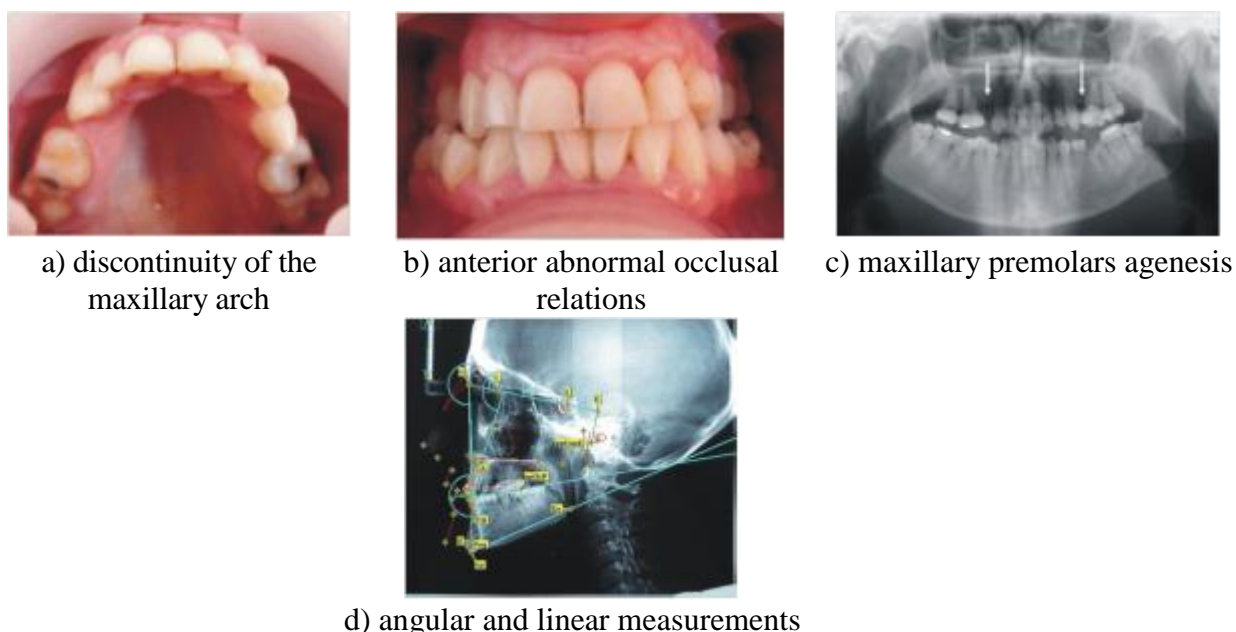 a) discontinuity of the
maxillary arch
b) anterior abnormal occlusal
relations
c) maxillary premolars agenesis
d) angular and linear measurements